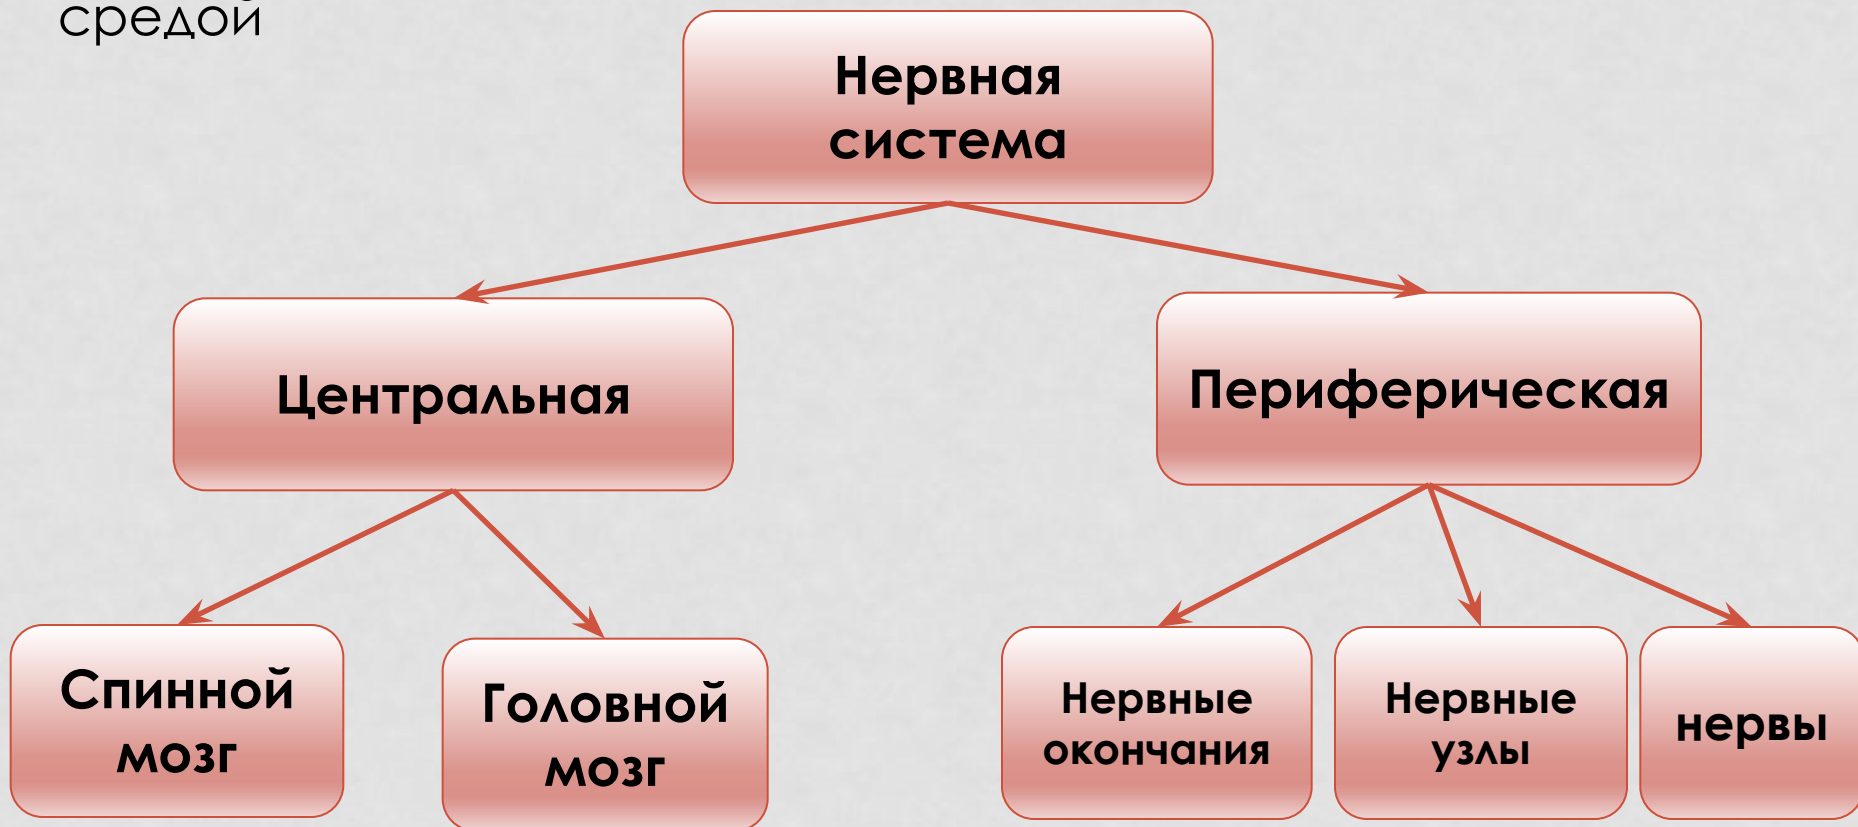 средой
Нервная
система
Центральная
Периферическая
Спинной
мозг
Головной
мозг
Нервные
окончания
Нервные
узлы
нервы